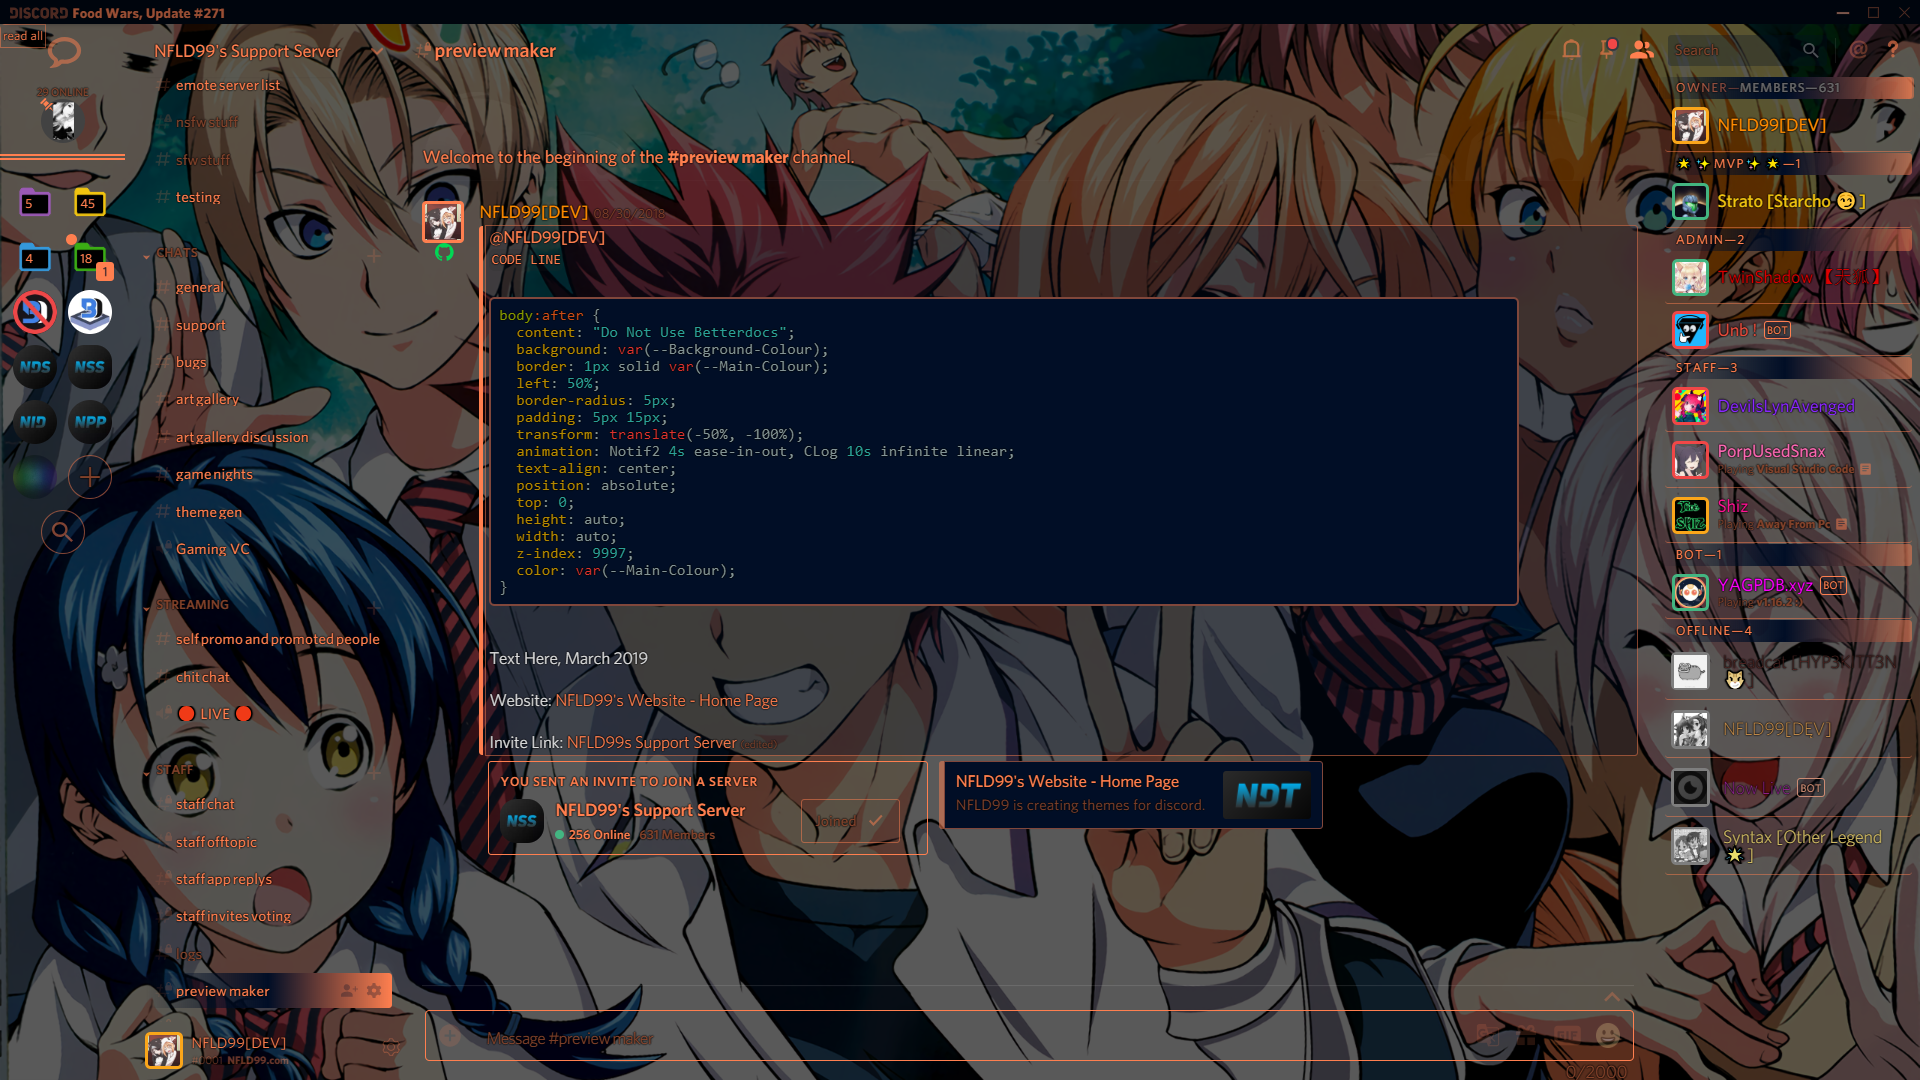 DISCORD Food Wars, Update #271
read all
NFLD99's Support Server
preview maker
Search
29 ONLINE
5
45
4
18
1
NDS
NSS
NID
NPP
emote server list
nsfw stuff
sfw stuff
testing
CHATS
general
support
bugs
art gallery
art gallery discussion
game nights
theme gen
Gaming VC
STREAMING
self promo and promoted people
chit chat
LIVE
STAFF
staff chat
staff offtopic
staff app replys
staff invites voting
logs
preview maker
NFLD99[DEV]
#0001 NFLD99.com
Welcome to the beginning of the #preview maker channel.
NFLD99[DEV] 08/30/2018
@NFLD99[DEV]
CODE LINE
body:after {
content: "Do Not Use Betterdocs";
background: var(--Background-Colour);
border: 1px solid var(--Main-Colour);
left: 50%;
border-radius: 5px;
padding: 5px 15px;
transform: translate(-50%, -100%);
animation: Notif2 4s ease-in-out, CLog 10s infinite linear;
text-align: center;
position: absolute;
top: 0;
height: auto;
width: auto;
z-index: 9997;
color: var(--Main-Colour);
}
Text Here, March 2019
Website: NFLD99's Website - Home Page
Invite Link: NFLD99s Support Server (edited)
YOU SENT AN INVITE TO JOIN A SERVER
NSS
NFLD99's Support Server
256 Online 631 Members
Joined
NFLD99's Website - Home Page
NFLD99 is creating themes for discord.
NDT
Message #preview maker
GIF
0/2000
OWNER—MEMBERS—631
NFLD99[DEV]
MVP—1
Strato [Starcho 😏]
ADMIN—2
TwinShadow
Unb !
BOT
STAFF—3
DevilsLynAvenged
PorpUsedSnax
Playing Visual Studio Code
Shiz
Playing Away From Pc
The
SHIZ
BOT—1
YAGPDB.xyz
BOT
Playing v1.16.2 :)
OFFLINE—4
NFLD99[DEV]
Now Live
BOT
Syntax [Other Legend
🌟]